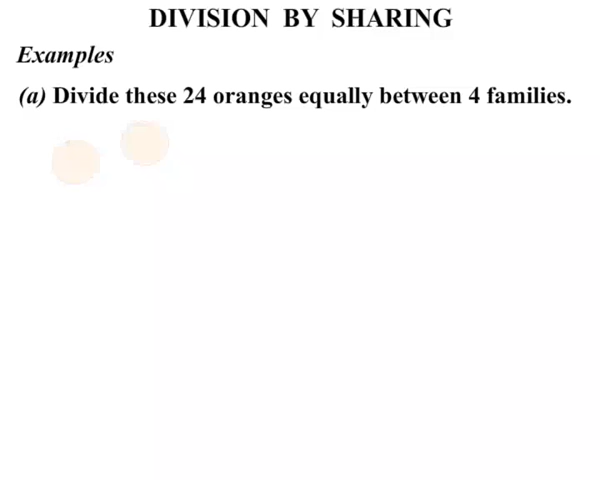 DIVISION BY SHARING
Examples
(a) Divide these 24 oranges equally between 4 families.